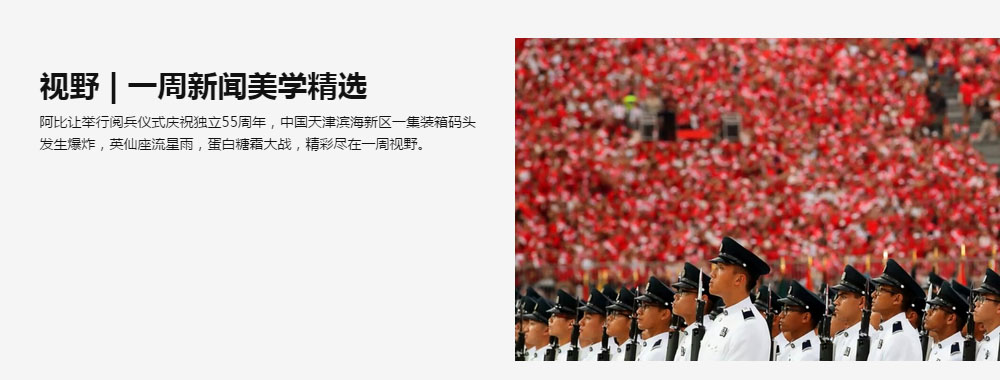 视野 | 一周新闻美学精选
阿比让举行阅兵仪式庆祝独立55周年，中国天津滨海新区一集装箱码头
发生爆炸，英仙座流星雨，蛋白糖霜大战，精彩尽在一周视野。